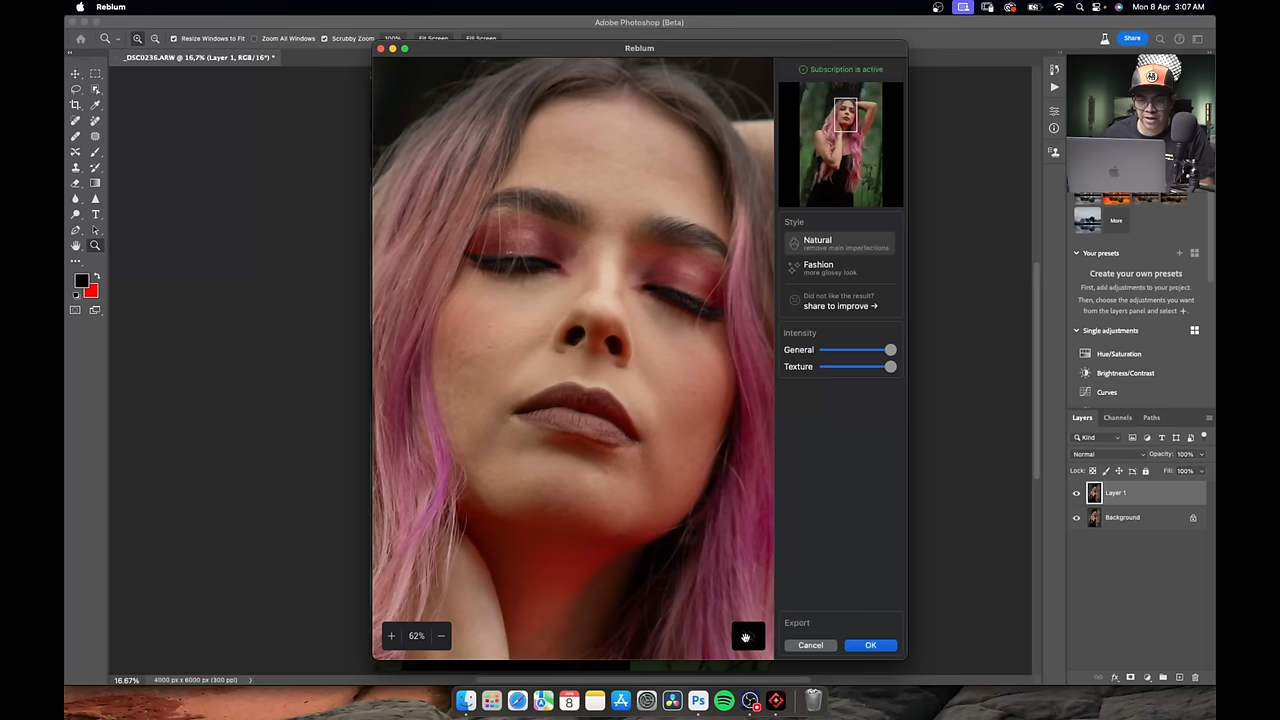 Reblum
Mon 8 Apr 3:07 AM
Adobe Photoshop (Beta)
Resize Windows to Fit
Zoom All Windows
Scrubby Zoom
100%
Fit Screen
Fill Screen
Share
_DSC0236.ARW @ 16,7% (Layer 1, RGB/16*) *
Reblum
Subscription is active
Style
Natural
remove main imperfections
Fashion
more glossy look
Did not like the result?
share to improve →
Intensity
General
Texture
Export
Cancel
OK
+ 62% −
More
Your presets
Create your own presets
First, add adjustments to your project.
Then, choose the adjustments you want
from the layers panel and select +.
Single adjustments
Hue/Saturation
Brightness/Contrast
Curves
Layers
Channels
Paths
Kind
Normal
Opacity: 100%
Lock:
Fill: 100%
Layer 1
Background
16.67%
4000 px x 6000 px (300 ppi)
8
Ps